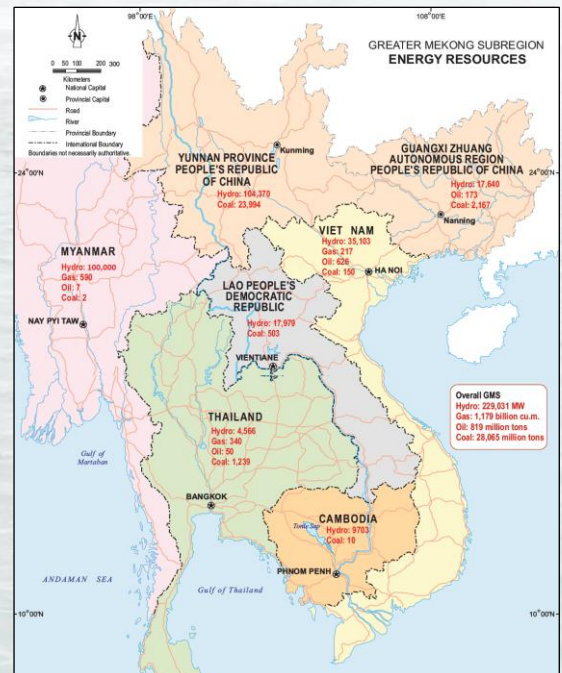 98°00'E
108°00'E
N
0 50 100 200 300
Kilometers
National Capital
Provincial Capital
Road
River
Provincial Boundary
International Boundary
Boundaries not necessarily authoritative.
GREATER MEKONG SUBREGION
ENERGY RESOURCES
24°00'N
24°00'N
YUNNAN PROVINCE
PEOPLE'S REPUBLIC
OF CHINA
Hydro: 104,370
Coal: 23,994
Kunming
GUANGXI ZHUANG
AUTONOMOUS REGION
PEOPLE'S REPUBLIC OF CHINA
Hydro: 17,640
Oil: 173
Coal: 2,167
Nanning
VIET NAM
Hydro: 35,103
Gas: 217
Oil: 626
Coal: 150
HA NOI
MYANMAR
Hydro: 100,000
Gas: 590
Oil: 7
Coal: 2
NAY PYI TAW
LAO PEOPLE'S
DEMOCRATIC
REPUBLIC
Hydro: 17,979
Coal: 503
VIENTIANE
THAILAND
Hydro: 4,566
Gas: 340
Oil: 50
Coal: 1,239
BANGKOK
Overall GMS
Hydro: 229,031 MW
Gas: 1,179 billion cu.m.
Oil: 819 million tons
Coal: 28,065 million tons
Gulf of
Martaban
CAMBODIA
Hydro: 9703
Coal: 10
Tonle Sap
PHNOM PENH
ANDAMAN SEA
Gulf of Thailand
10°00'N
10°00'N